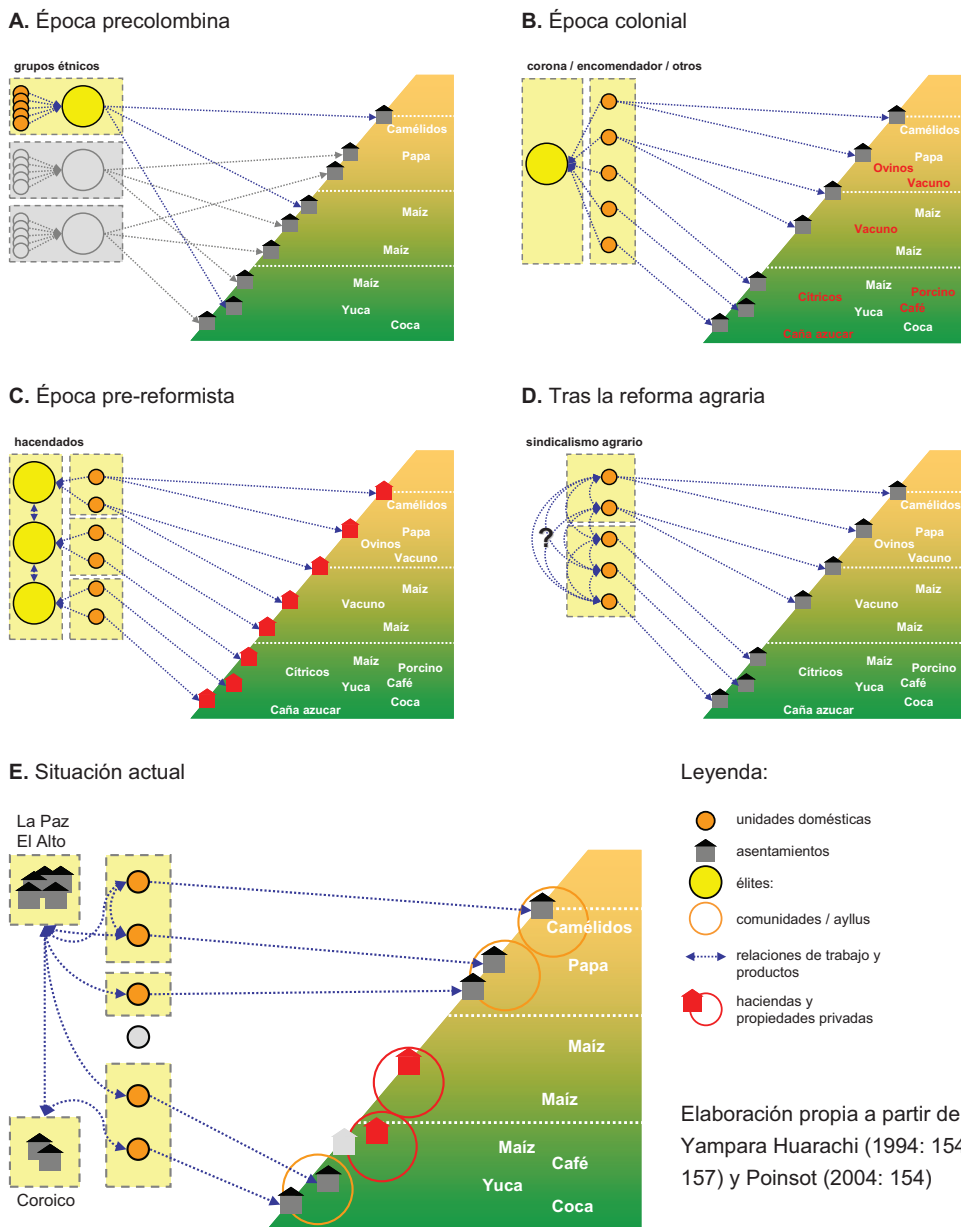 A. Época precolombina
grupos étnicos
Camélidos
Papa
Maíz
Maíz
Maíz
Yuca
Coca
B. Época colonial
corona / encomendador / otros
Camélidos
Papa
Ovinos
Vacuno
Maíz
Vacuno
Maíz
Maíz
Cítricos
Porcino
Café
Yuca
Coca
Caña azucar
C. Época pre-reformista
hacendados
Camélidos
Papa
Ovinos
Vacuno
Maíz
Vacuno
Maíz
Maíz
Cítricos
Porcino
Café
Yuca
Coca
Caña azucar
D. Tras la reforma agraria
sindicalismo agrario
?
Camélidos
Papa
Ovinos
Vacuno
Maíz
Vacuno
Maíz
Maíz
Cítricos
Porcino
Café
Yuca
Coca
Caña azucar
E. Situación actual
La Paz
El Alto
Coroico
Camélidos
Papa
Maíz
Maíz
Maíz
Café
Yuca
Coca
Leyenda:
unidades domésticas
asentamientos
élites:
comunidades / ayllus
relaciones de trabajo y
productos
haciendas y
propiedades privadas
Elaboración propia a partir de
Yampara Huarachi (1994: 154
157) y Poinsot (2004: 154)